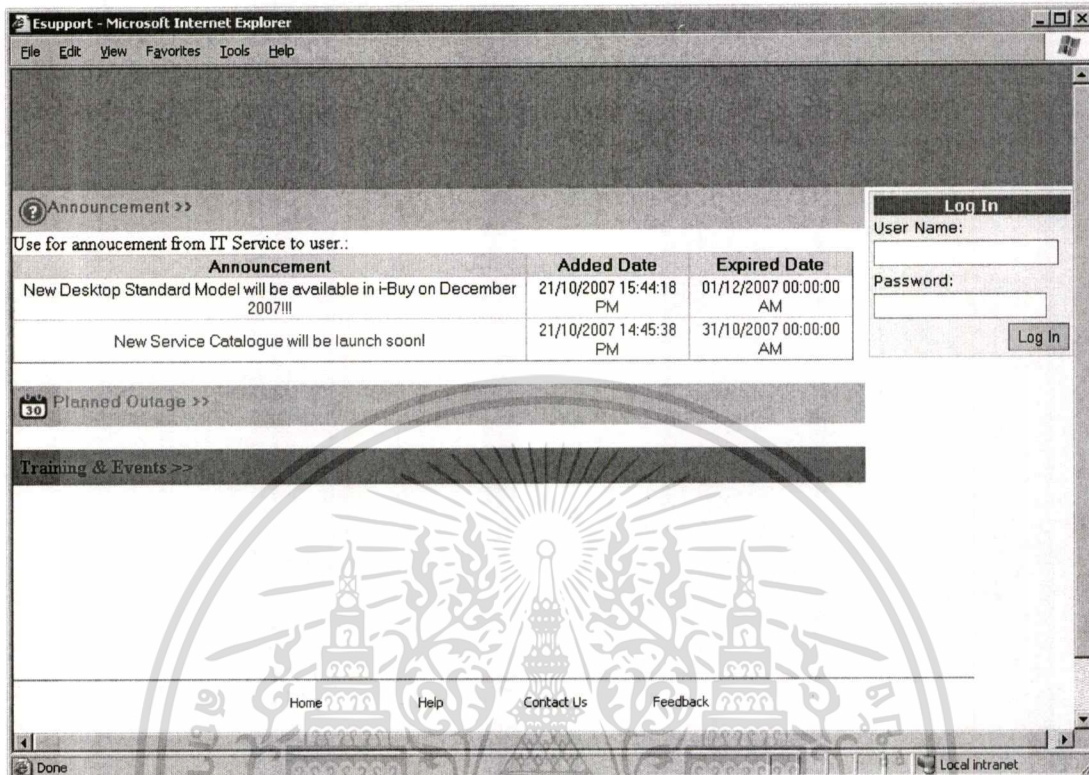 Esupport - Microsoft Internet Explorer
File Edit View Favorites Tools Help
Announcement >>
Use for annoucement from IT Service to user.:
Announcement Added Date Expired Date
New Desktop Standard Model will be available in i-Buy on December 2007!!!
21/10/2007 15:44:18 PM
01/12/2007 00:00:00 AM
New Service Catalogue will be launch soon!
21/10/2007 14:45:38 PM
31/10/2007 00:00:00 AM
Log In
User Name:
Password:
Log In
30 Planned Outage >>
Training & Events >>
Home Help Contact Us Feedback
Done Local intranet